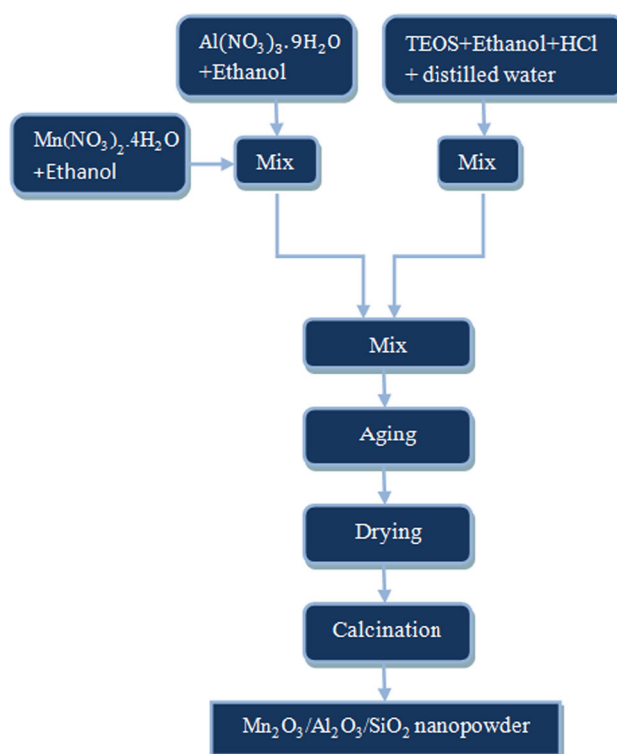 Al(NO₃)₃.9H₂O
+Ethanol
TEOS+Ethanol+HCl
+ distilled water
Mn(NO₃)₂.4H₂O
+Ethanol
Mix
Mix
Mix
Aging
Drying
Calcination
Mn₂O₃/Al₂O₃/SiO₂ nanopowder